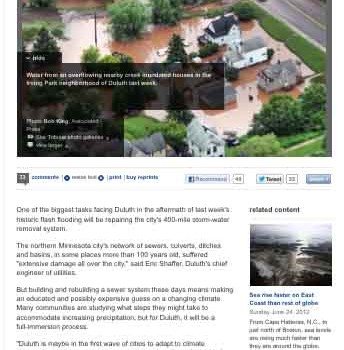 hide
Water from an overflowing nearby creek inundated houses in the
Irving Park neighborhood of Duluth last week.
Photo: Bob King, Associated
Press
Star Tribune photo galleries
View larger
33 comments | resize text | print | buy reprints
Recommend
Tweet
One of the biggest tasks facing Duluth in the aftermath of last week's
historic flash flooding will be repairing the city's 400-mile storm-water
removal system.
The northern Minnesota city's network of sewers, culverts, ditches
and basins, in some places more than 100 years old, suffered
"extensive damage all over the city," said Eric Shaffer, Duluth's chief
engineer of utilities.
But building and rebuilding a sewer system these days means making
an educated and possibly expensive guess on a changing climate.
Many communities are studying what steps they might take to
accommodate increasing precipitation, but for Duluth, it will be a
full-immersion process.
"Duluth is maybe in the first wave of cities to adapt to climate
related content
Sea rise faster on East
Coast than rest of globe
Sunday June 24, 2012
From Cape Hatteras, N.C., to
just north of Boston, sea levels
are rising much faster than
they are around the globe.